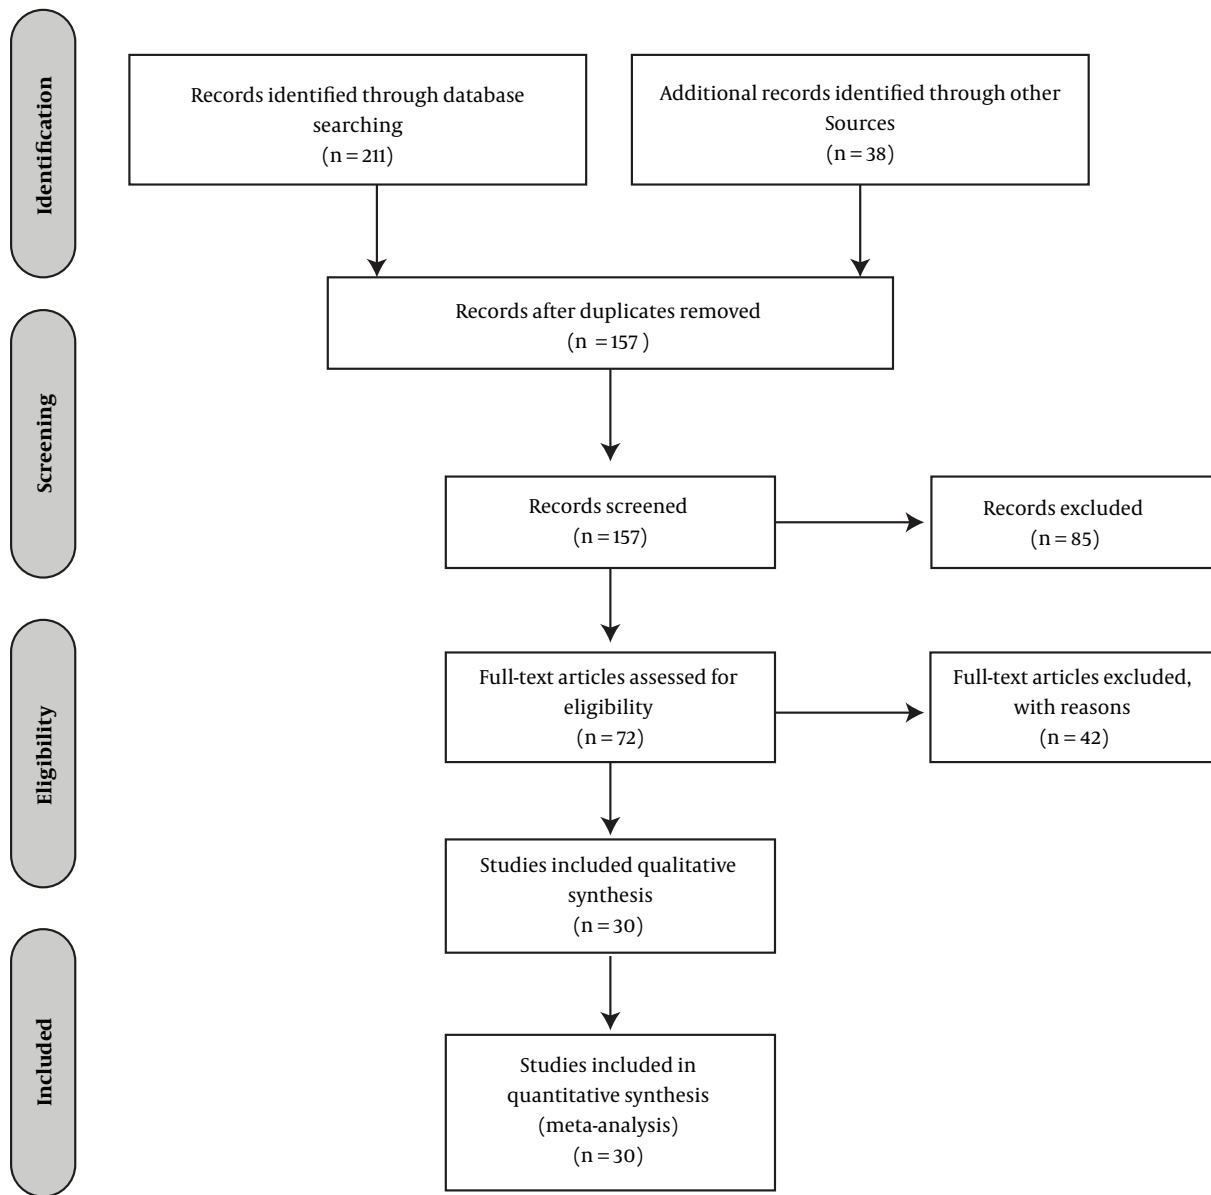 Identification
Records identified through database
searching
(n = 211)
Additional records identified through other
Sources
(n = 38)
Records after duplicates removed
(n = 157)
Screening
Records screened
(n = 157)
Records excluded
(n = 85)
Eligibility
Full-text articles assessed for
eligibility
(n = 72)
Full-text articles excluded,
with reasons
(n = 42)
Studies included qualitative
synthesis
(n = 30)
Included
Studies included in
quantitative synthesis
(meta-analysis)
(n = 30)